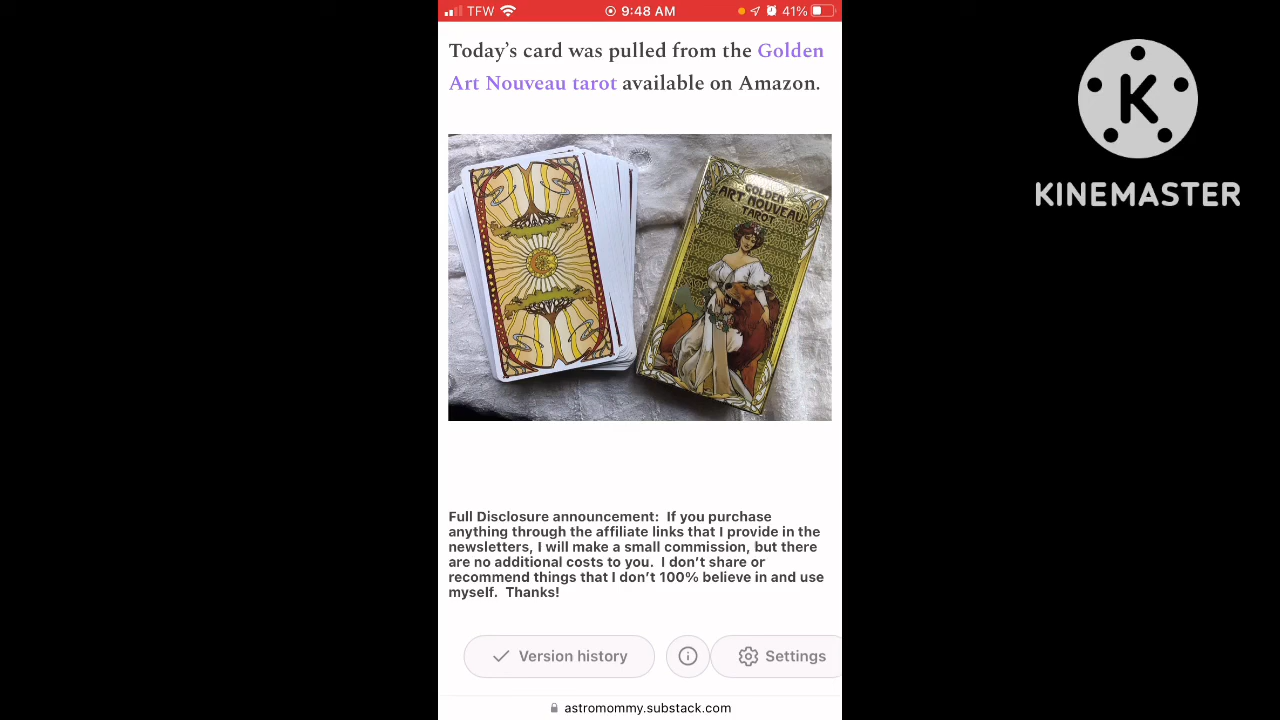 TFW 9:48 AM 41%
Today's card was pulled from the Golden
Art Nouveau tarot available on Amazon.
GOLDEN
ART NOUVEAU
TAROT
Full Disclosure announcement: If you purchase
anything through the affiliate links that I provide in the
newsletters, I will make a small commission, but there
are no additional costs to you. I don't share or
recommend things that I don't 100% believe in and use
myself. Thanks!
Version history
Settings
astromommy.substack.com
K
KINEMASTER